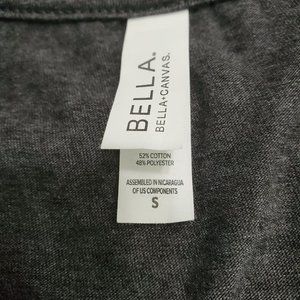 BELLA.
BELLA+CANVAS.
52% COTTON
48% POLYESTER
ASSEMBLED IN NICARAGUA
OF US COMPONENTS
S